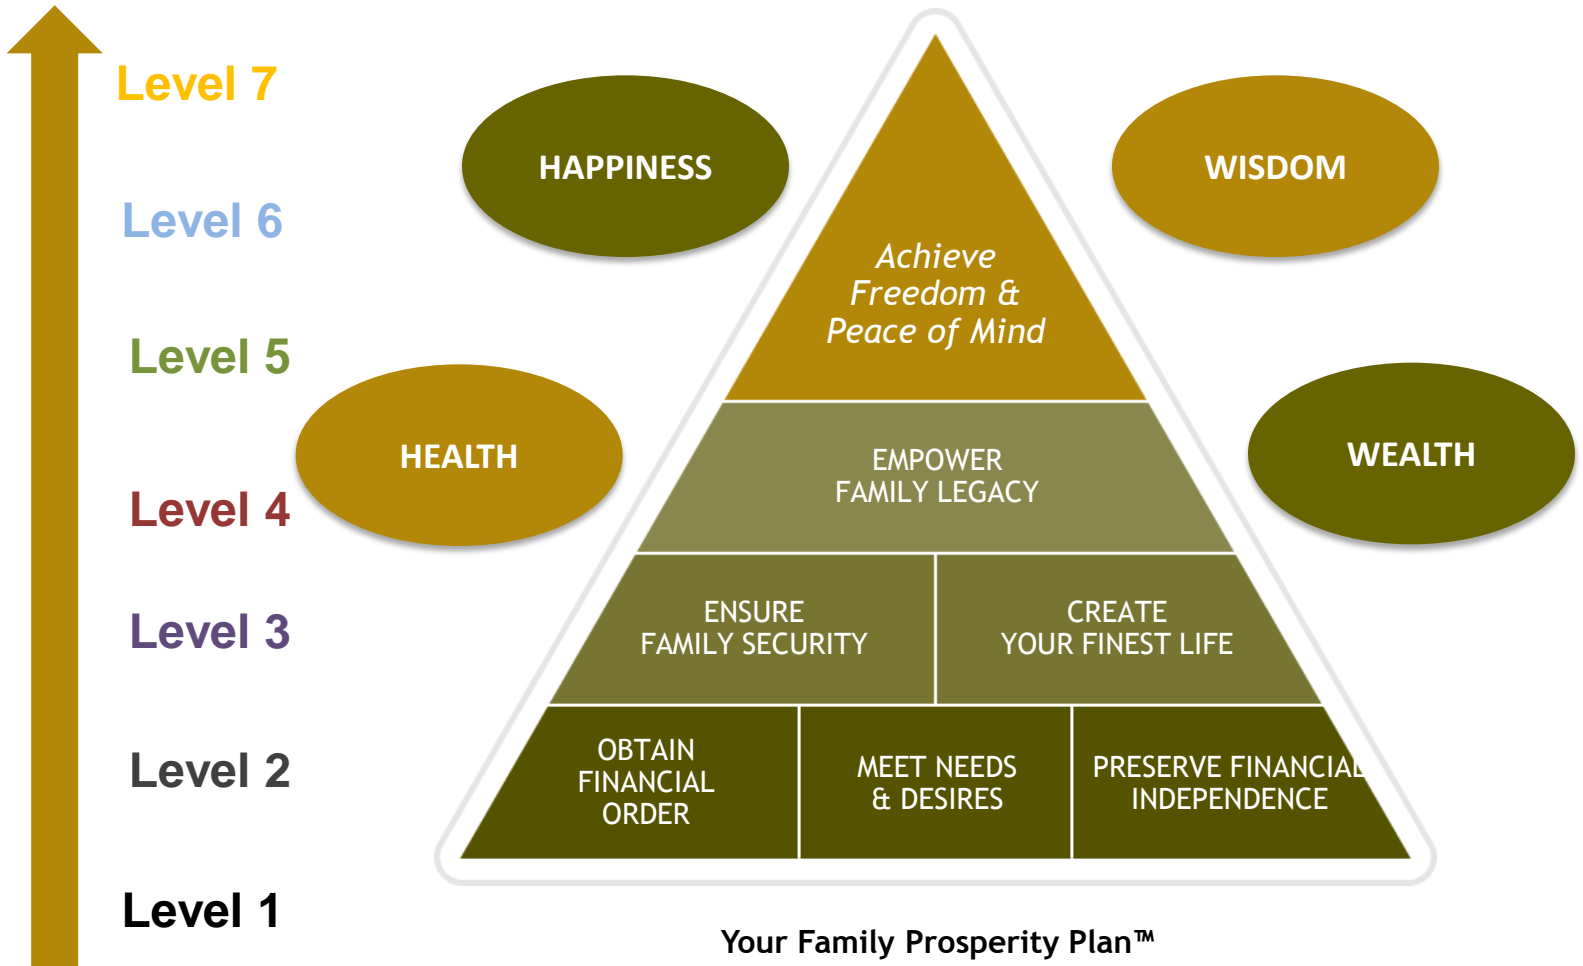 Level 7
Level 6
Level 5
Level 4
Level 3
Level 2
Level 1
HAPPINESS
WISDOM
HEALTH
WEALTH
Achieve
Freedom &
Peace of Mind
EMPOWER
FAMILY LEGACY
ENSURE
FAMILY SECURITY
CREATE
YOUR FINEST LIFE
OBTAIN
FINANCIAL
ORDER
MEET NEEDS
& DESIRES
PRESERVE FINANCIAL
INDEPENDENCE
Your Family Prosperity Plan™